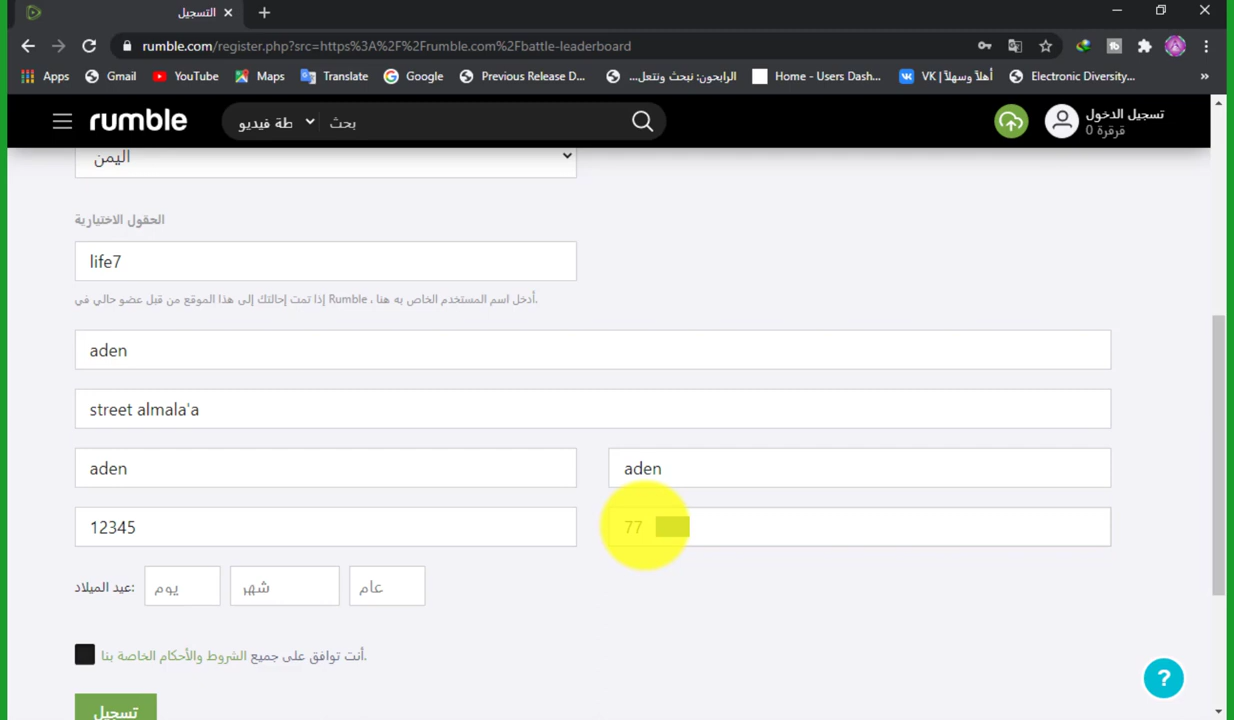 التسجيل
rumble.com/register.php?src=https%3A%2F%2Frumble.com%2Fbattle-leaderboard
Apps Gmail YouTube Maps Translate Google Previous Release D... الرابحون: نبحث ونتعل... Home - Users Dash... VK | أهلاً وسهلاً Electronic Diversity... »
rumble طة فيديو بحث تسجيل الدخول
قرقرة 0
اليمن
الحقول الاختيارية
life7
أدخل اسم المستخدم الخاص به هنا ، Rumble إذا تمت إحالتك إلى هذا الموقع من قبل عضو حالي في.
aden
street almala'a
aden aden
12345 77
عيد الميلاد: يوم شهر عام
أنت توافق على جميع الشروط والأحكام الخاصة بنا.
تسجيل
?